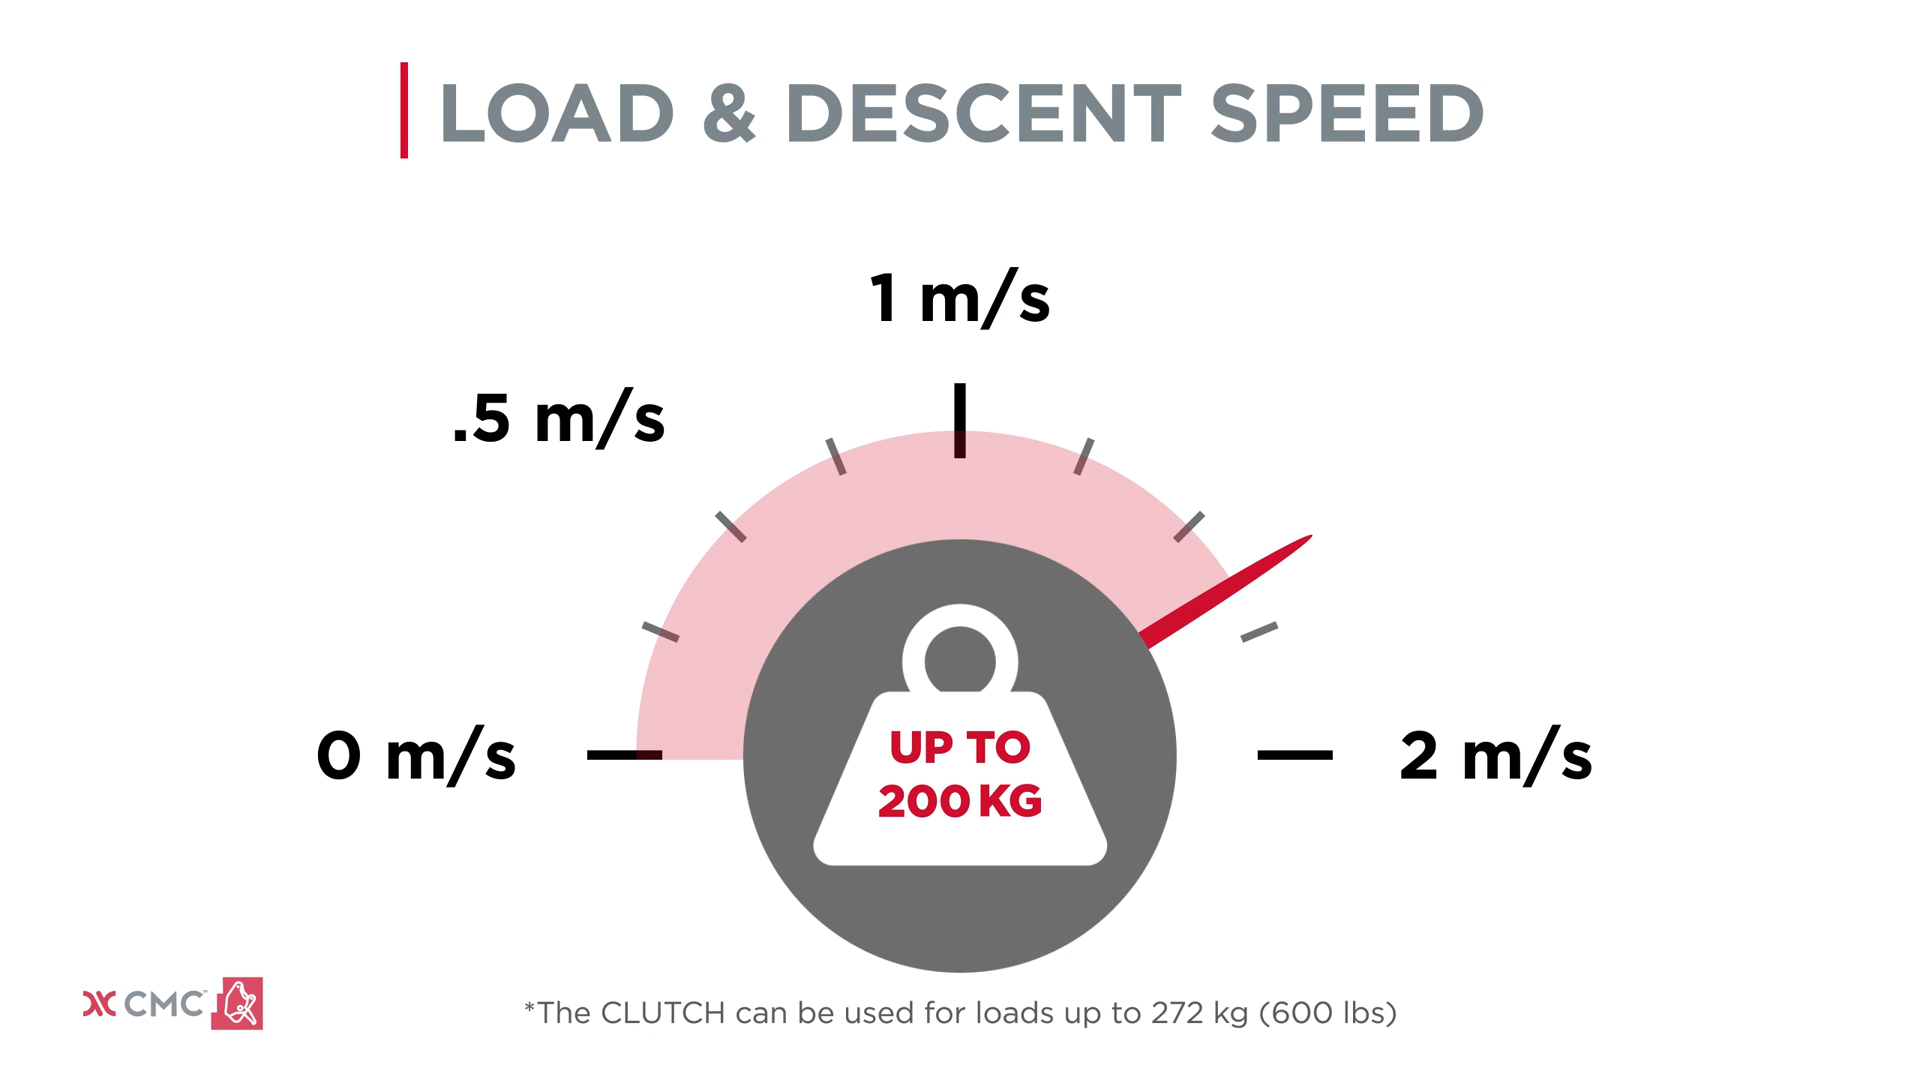 LOAD & DESCENT SPEED
1 m/s
.5 m/s
0 m/s
2 m/s
UP TO
200 KG
CMC™
*The CLUTCH can be used for loads up to 272 kg (600 lbs)